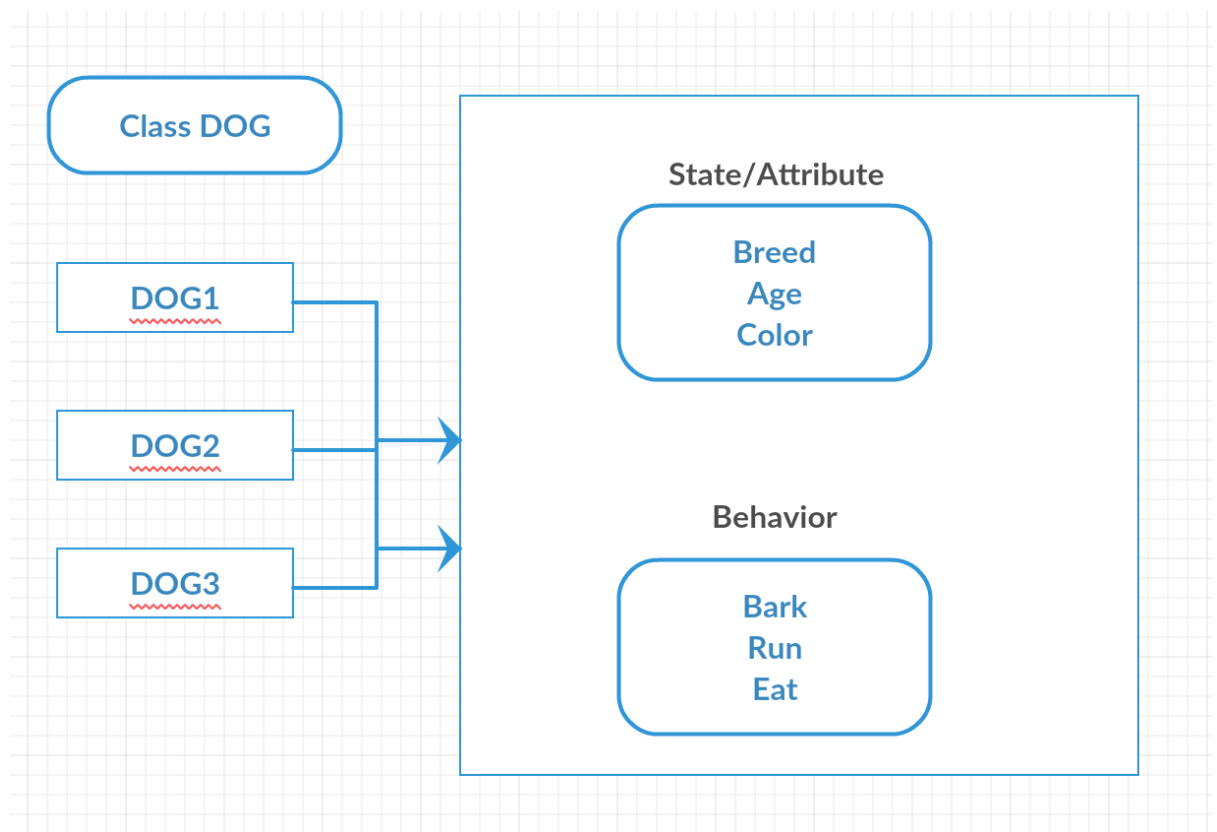 Class DOG
DOG1
DOG2
DOG3
State/Attribute
Breed
Age
Color
Behavior
Bark
Run
Eat